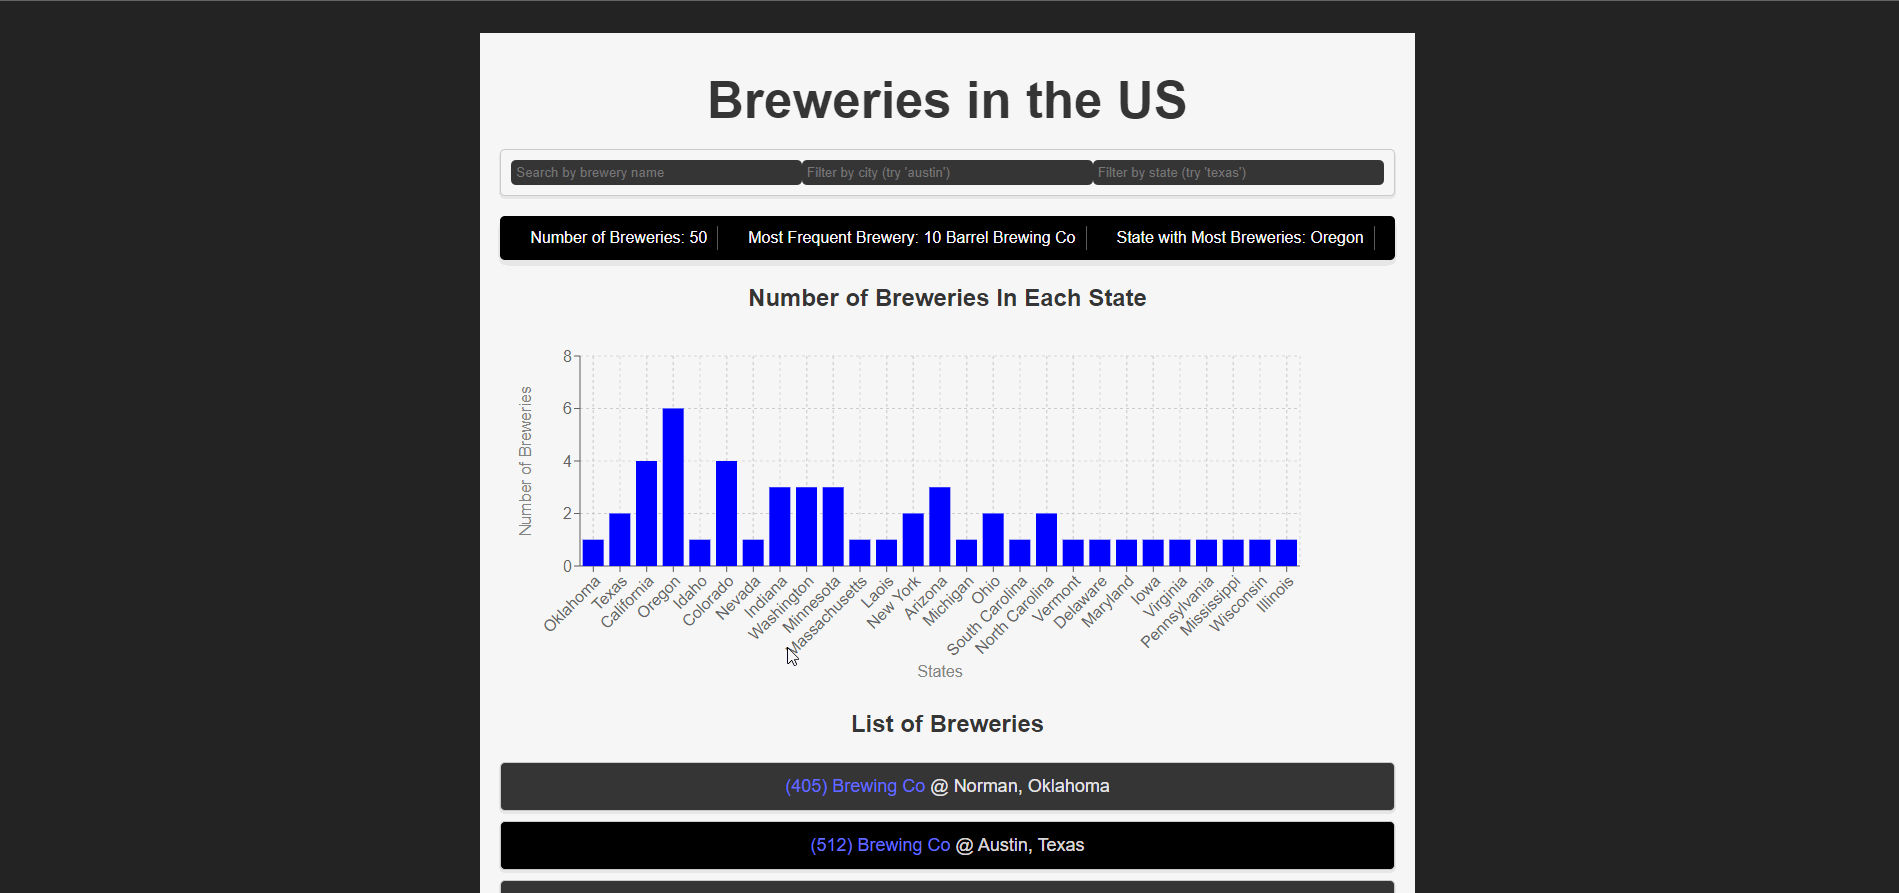 Breweries in the US
Search by brewery name
Filter by city (try 'austin')
Filter by state (try 'texas')
Number of Breweries: 50
Most Frequent Brewery: 10 Barrel Brewing Co
State with Most Breweries: Oregon
Number of Breweries In Each State
Number of Breweries
8
6
4
2
0
Oklahoma
Texas
California
Oregon
Idaho
Colorado
Nevada
Indiana
Washington
Minnesota
Massachusetts
Laois
New York
Arizona
Michigan
Ohio
South Carolina
North Carolina
Vermont
Delaware
Maryland
Iowa
Virginia
Pennsylvania
Mississippi
Wisconsin
Illinois
States
List of Breweries
(405) Brewing Co @ Norman, Oklahoma
(512) Brewing Co @ Austin, Texas